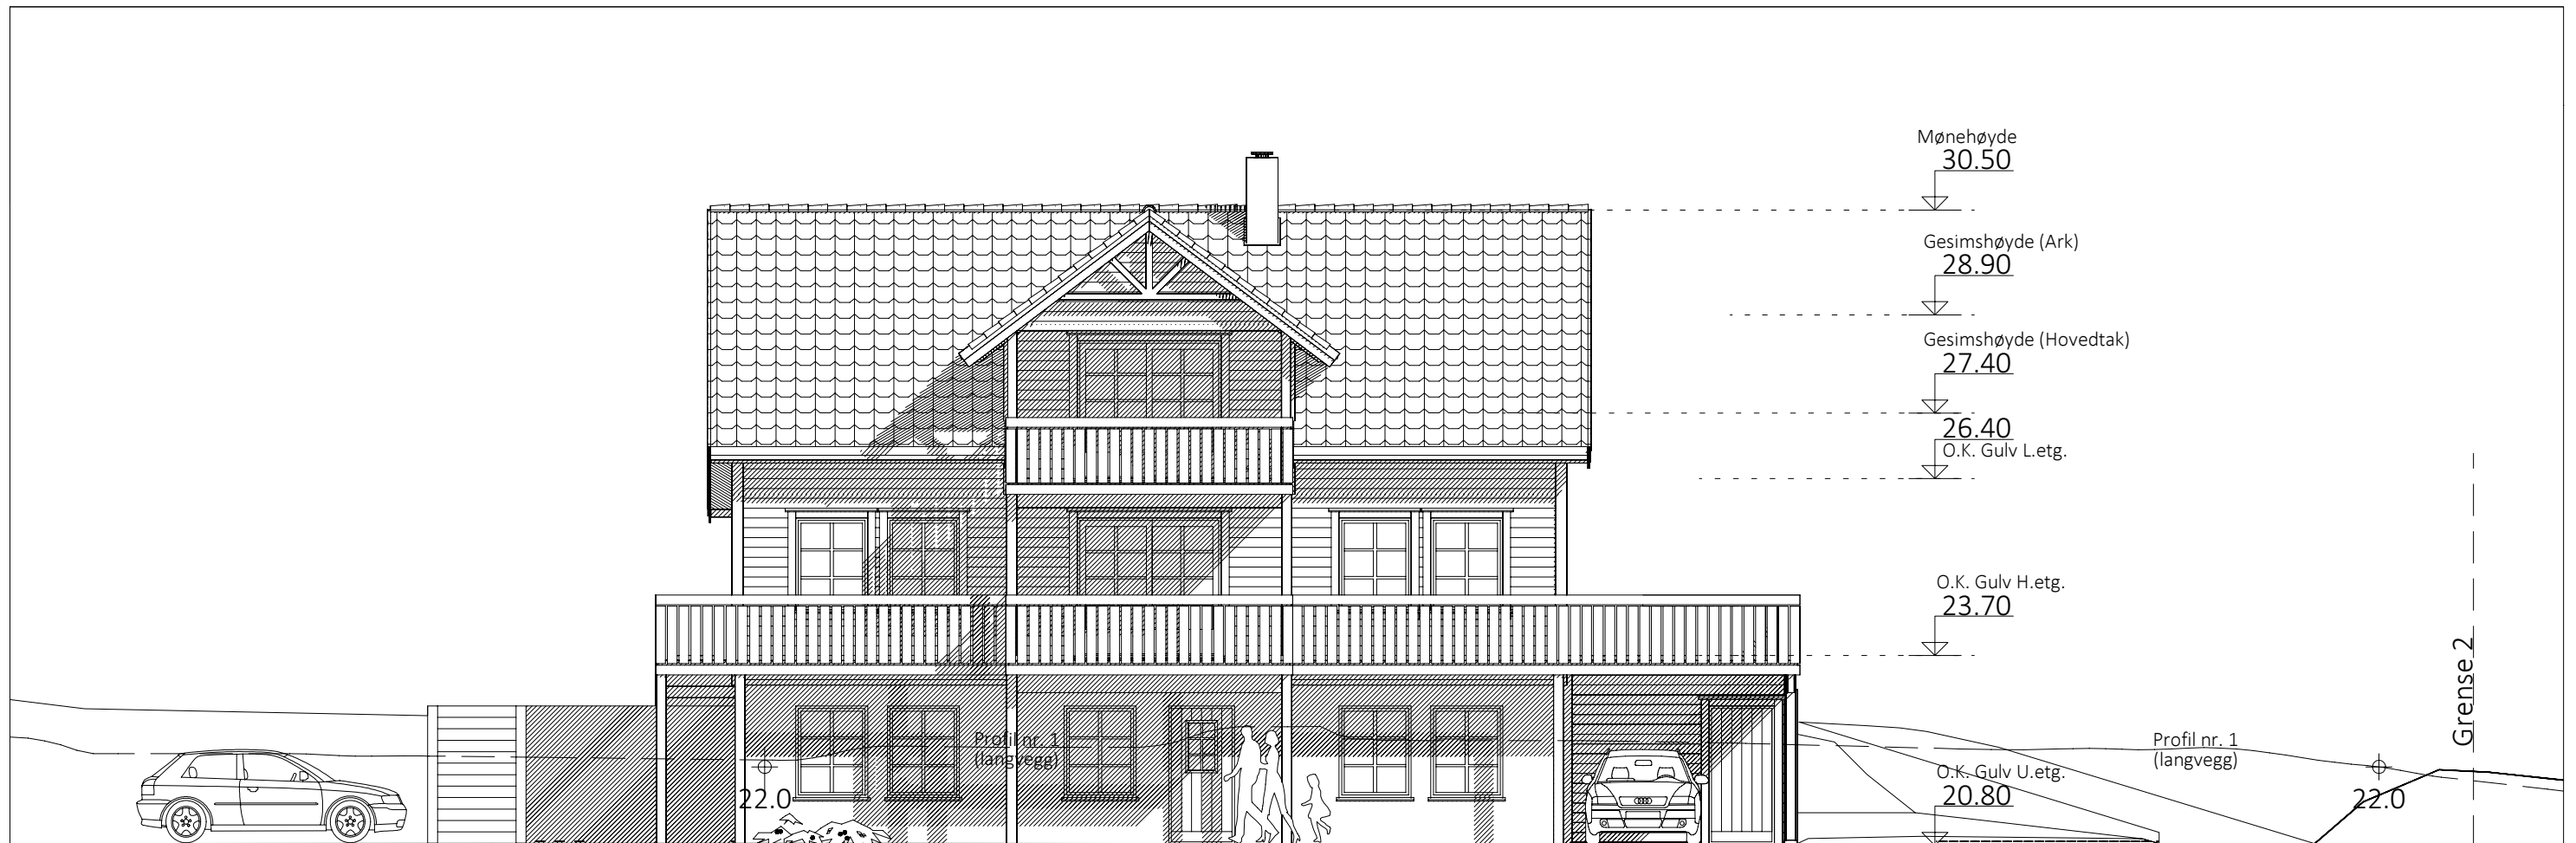 Mønehøyde
30.50
Gesimshøyde (Ark)
28.90
Gesimshøyde (Hovedtak)
27.40
26.40
O.K. Gulv L.etg.
O.K. Gulv H.etg.
23.70
Grense 2
Profil nr. 1
(langvegg)
Profil nr. 1
(langvegg)
O.K. Gulv U.etg.
20.80
22.0
22.0